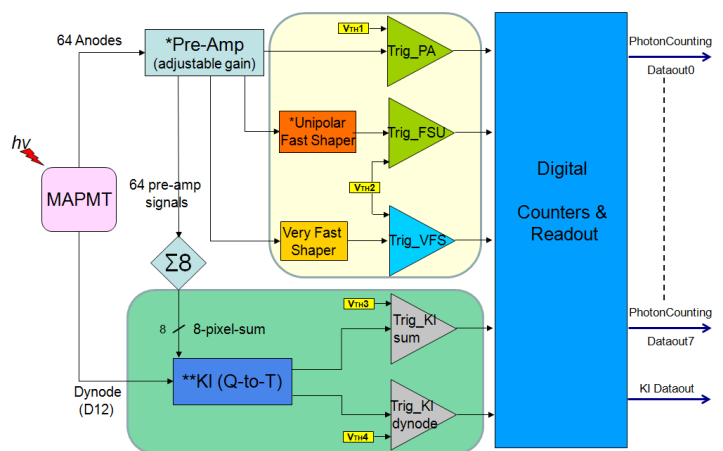 64 Anodes
*Pre-Amp
(adjustable gain)
VTH1
Trig_PA
PhotonCounting
Dataout0
hν
MAPMT
*Unipolar
Fast Shaper
Trig_FSU
64 pre-amp
signals
VTH2
Digital
Counters &
Readout
Very Fast
Shaper
Trig_VFS
Σ8
8
8-pixel-sum
VTH3
Trig_KI
sum
PhotonCounting
Dataout7
**KI (Q-to-T)
Dynode
(D12)
Trig_KI
dynode
VTH4
KI Dataout